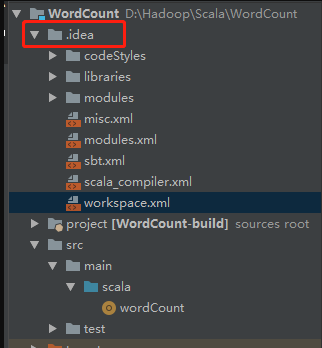 WordCount D:\Hadoop\Scala\WordCount
.idea
codeStyles
libraries
modules
misc.xml
modules.xml
sbt.xml
scala_compiler.xml
workspace.xml
project [WordCount-build] sources root
src
main
scala
wordCount
test